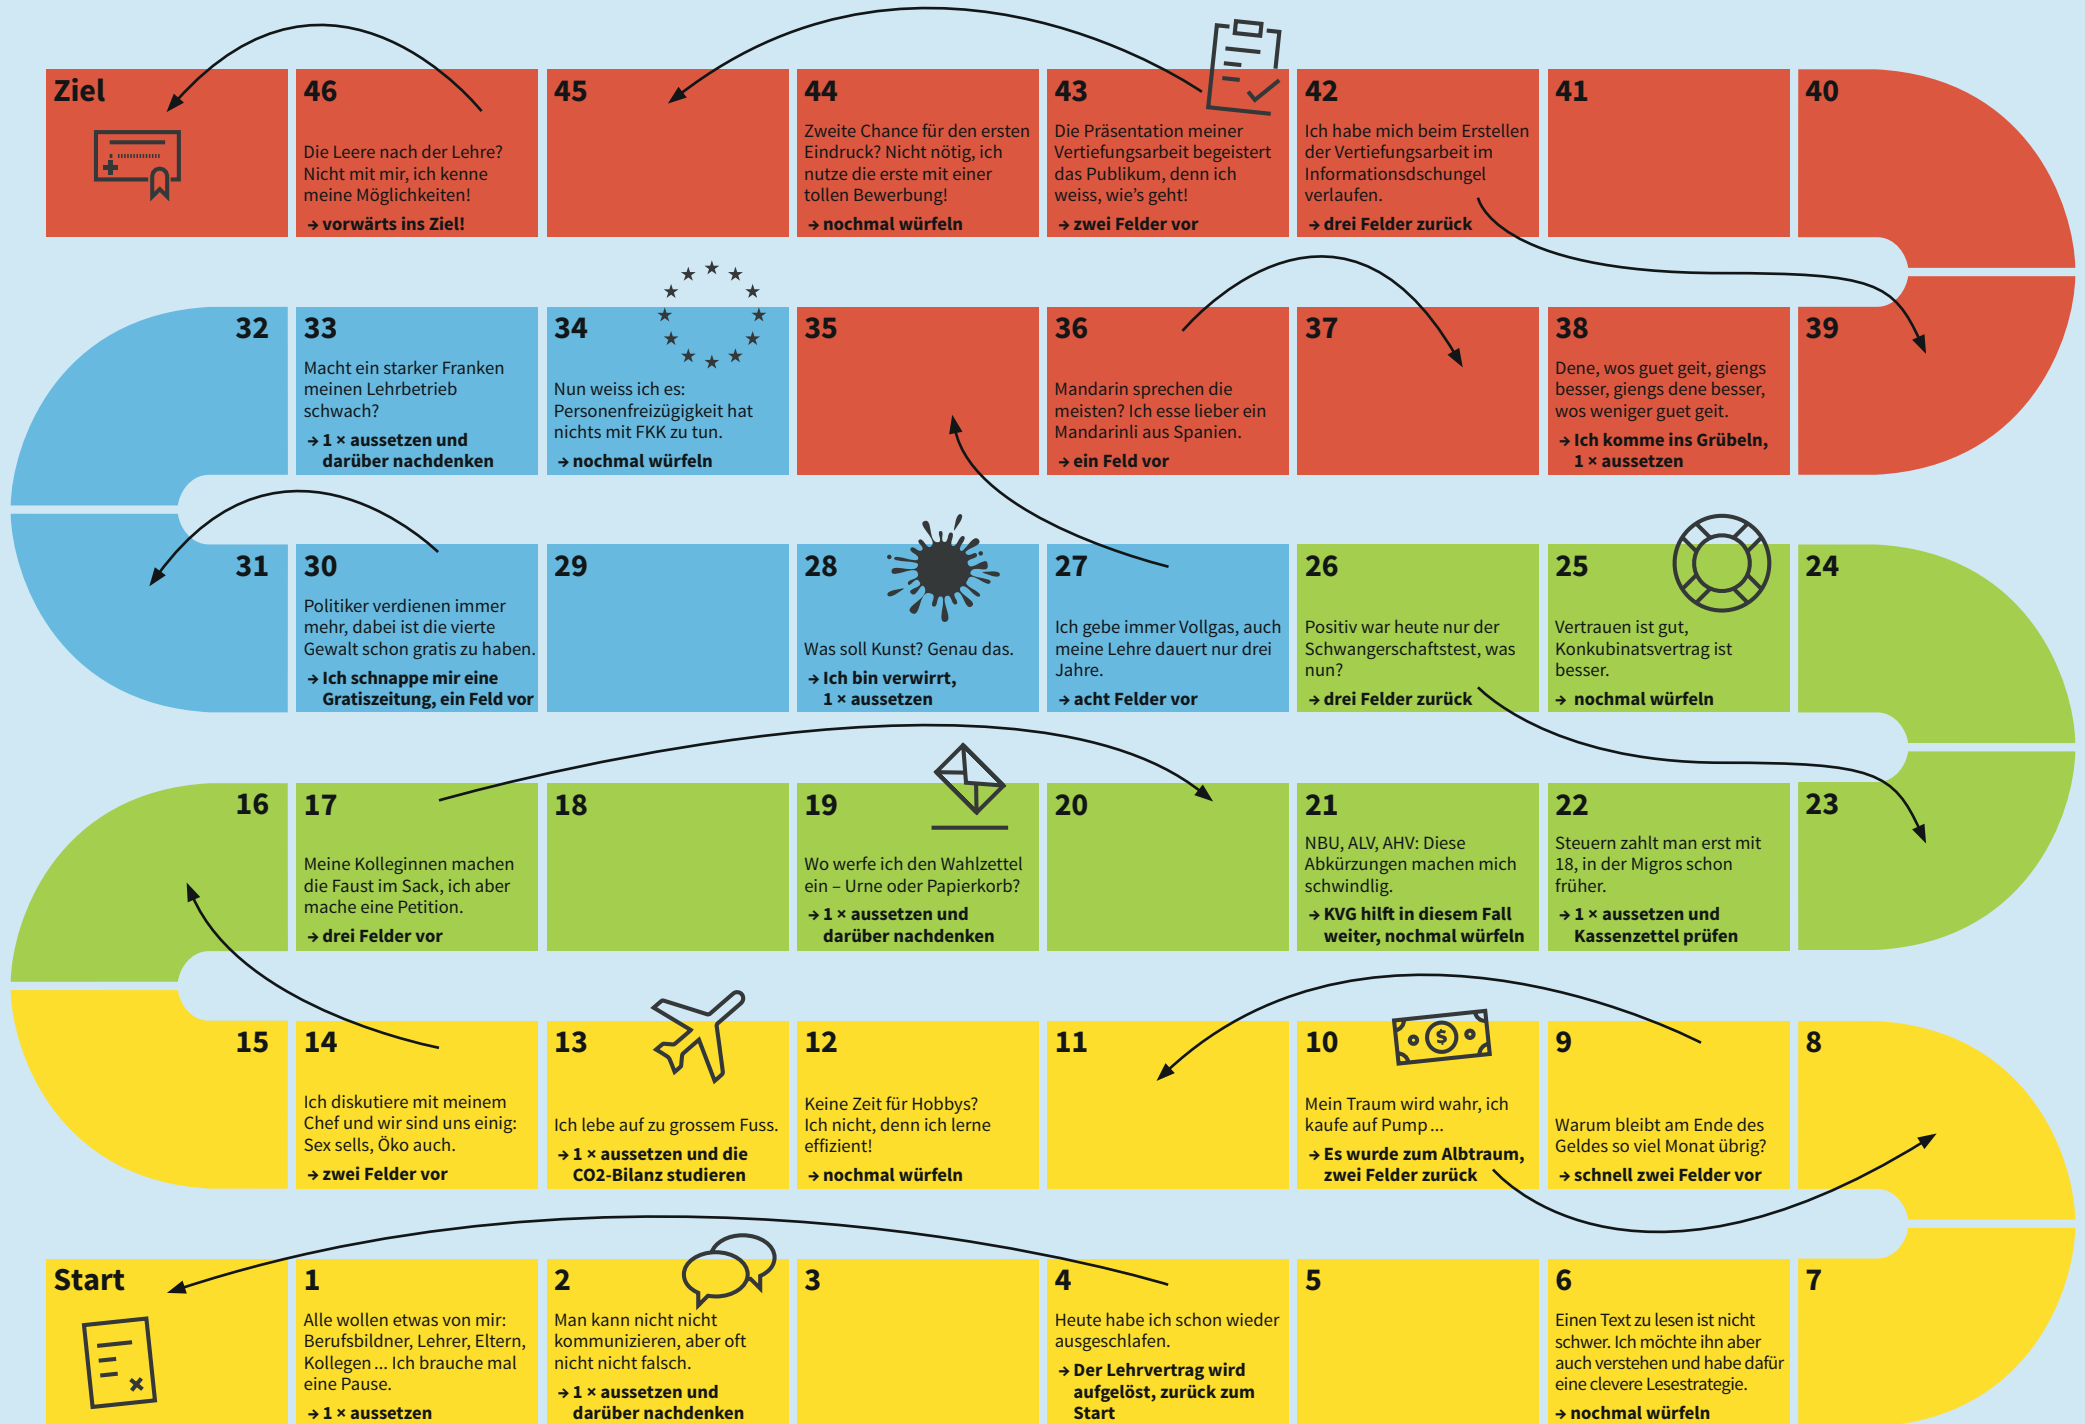 Ziel
46
Die Leere nach der Lehre?
Nicht mit mir, ich kenne
meine Möglichkeiten!
→ vorwärts ins Ziel!
45
44
Zweite Chance für den ersten
Eindruck? Nicht nötig, ich
nutze die erste mit einer
tollen Bewerbung!
→ nochmal würfeln
43
Die Präsentation meiner
Vertiefungsarbeit begeistert
das Publikum, denn ich
weiss, wie’s geht!
→ zwei Felder vor
42
Ich habe mich beim Erstellen
der Vertiefungsarbeit im
Informationsdschungel
verlaufen.
→ drei Felder zurück
41
40
32
33
Macht ein starker Franken
meinen Lehrbetrieb
schwach?
→ 1 × aussetzen und
darüber nachdenken
34
Nun weiss ich es:
Personenfreizügigkeit hat
nichts mit FKK zu tun.
→ nochmal würfeln
35
36
Mandarin sprechen die
meisten? Ich esse lieber ein
Mandarinli aus Spanien.
→ ein Feld vor
37
38
Dene, wos guet geit, giengs
besser, giengs dene besser,
wos weniger guet geit.
→ Ich komme ins Grübeln,
1 × aussetzen
39
31
30
Politiker verdienen immer
mehr, dabei ist die vierte
Gewalt schon gratis zu haben.
→ Ich schnappe mir eine
Gratiszeitung, ein Feld vor
29
28
Was soll Kunst? Genau das.
→ Ich bin verwirrt,
1 × aussetzen
27
Ich gebe immer Vollgas, auch
meine Lehre dauert nur drei
Jahre.
→ acht Felder vor
26
Positiv war heute nur der
Schwangerschaftstest, was
nun?
→ drei Felder zurück
25
Vertrauen ist gut,
Konkubinatsvertrag ist
besser.
→ nochmal würfeln
24
16
17
Meine Kolleginnen machen
die Faust im Sack, ich aber
mache eine Petition.
→ drei Felder vor
18
19
Wo werfe ich den Wahlzettel
ein – Urne oder Papierkorb?
→ 1 × aussetzen und
darüber nachdenken
20
21
NBU, ALV, AHV: Diese
Abkürzungen machen mich
schwindlig.
→ KVG hilft in diesem Fall
weiter, nochmal würfeln
22
Steuern zahlt man erst mit
18, in der Migros schon
früher.
→ 1 × aussetzen und
Kassenzettel prüfen
23
15
14
Ich diskutiere mit meinem
Chef und wir sind uns einig:
Sex sells, Öko auch.
→ zwei Felder vor
13
Ich lebe auf zu grossem Fuss.
→ 1 × aussetzen und die
CO2-Bilanz studieren
12
Keine Zeit für Hobbys?
Ich nicht, denn ich lerne
effizient!
→ nochmal würfeln
11
10
$
Mein Traum wird wahr, ich
kaufe auf Pump ...
→ Es wurde zum Albtraum,
zwei Felder zurück
9
Warum bleibt am Ende des
Geldes so viel Monat übrig?
→ schnell zwei Felder vor
8
Start
1
Alle wollen etwas von mir:
Berufsbildner, Lehrer, Eltern,
Kollegen ... Ich brauche mal
eine Pause.
→ 1 × aussetzen
2
Man kann nicht nicht
kommunizieren, aber oft
nicht nicht falsch.
→ 1 × aussetzen und
darüber nachdenken
3
4
Heute habe ich schon wieder
ausgeschlafen.
→ Der Lehrvertrag wird
aufgelöst, zurück zum
Start
5
6
Einen Text zu lesen ist nicht
schwer. Ich möchte ihn aber
auch verstehen und habe dafür
eine clevere Lesestrategie.
→ nochmal würfeln
7